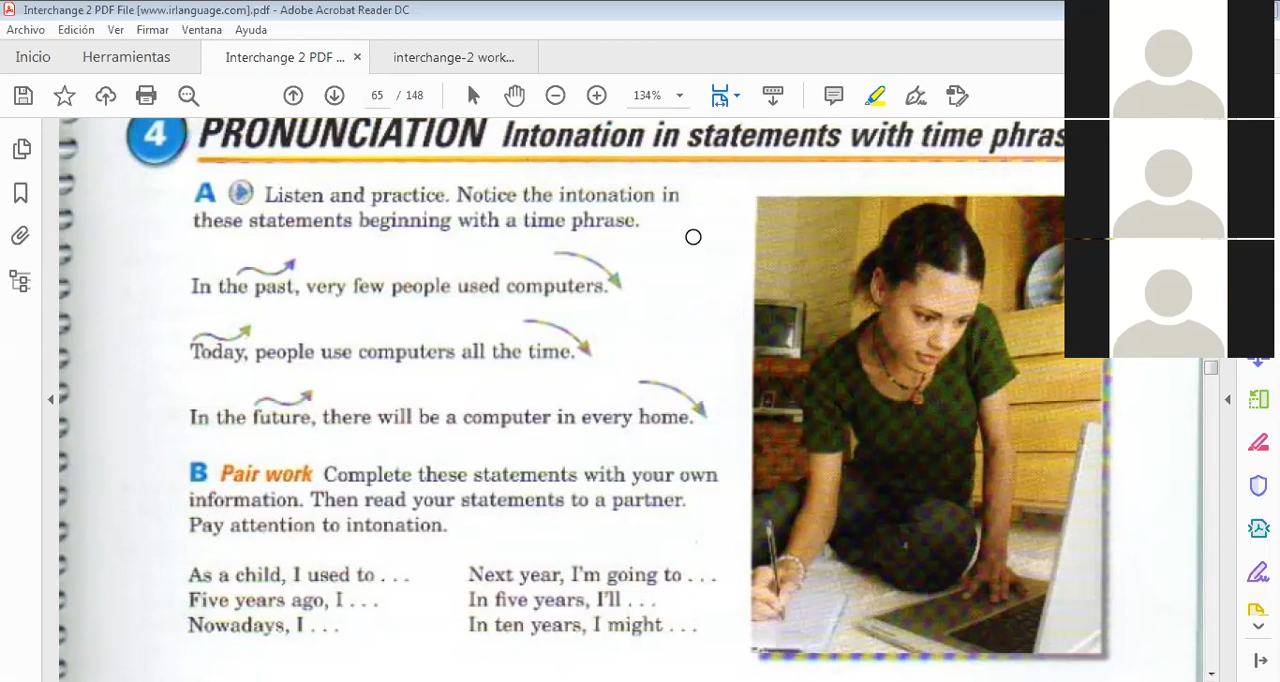 Interchange 2 PDF File [www.irlanguage.com].pdf - Adobe Acrobat Reader DC
Archivo Edición Ver Firmar Ventana Ayuda
Inicio Herramientas Interchange 2 PDF ... × interchange-2 work...
65 / 148 134%
4 PRONUNCIATION Intonation in statements with time phras
A Listen and practice. Notice the intonation in
these statements beginning with a time phrase.
In the past, very few people used computers.
Today, people use computers all the time.
In the future, there will be a computer in every home.
B Pair work Complete these statements with your own
information. Then read your statements to a partner.
Pay attention to intonation.
As a child, I used to . . .
Five years ago, I . . .
Nowadays, I . . .
Next year, I'm going to . . .
In five years, I'll . . .
In ten years, I might . . .